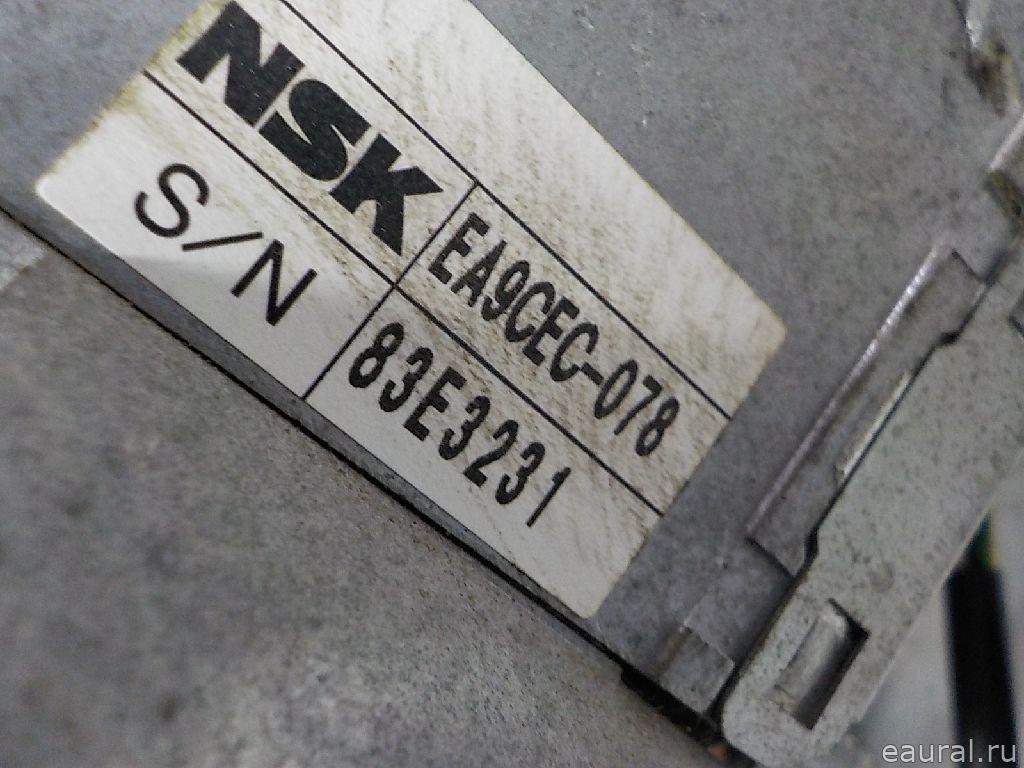 NSK EA9CEC-078
S/N 83E3231
eaural.ru